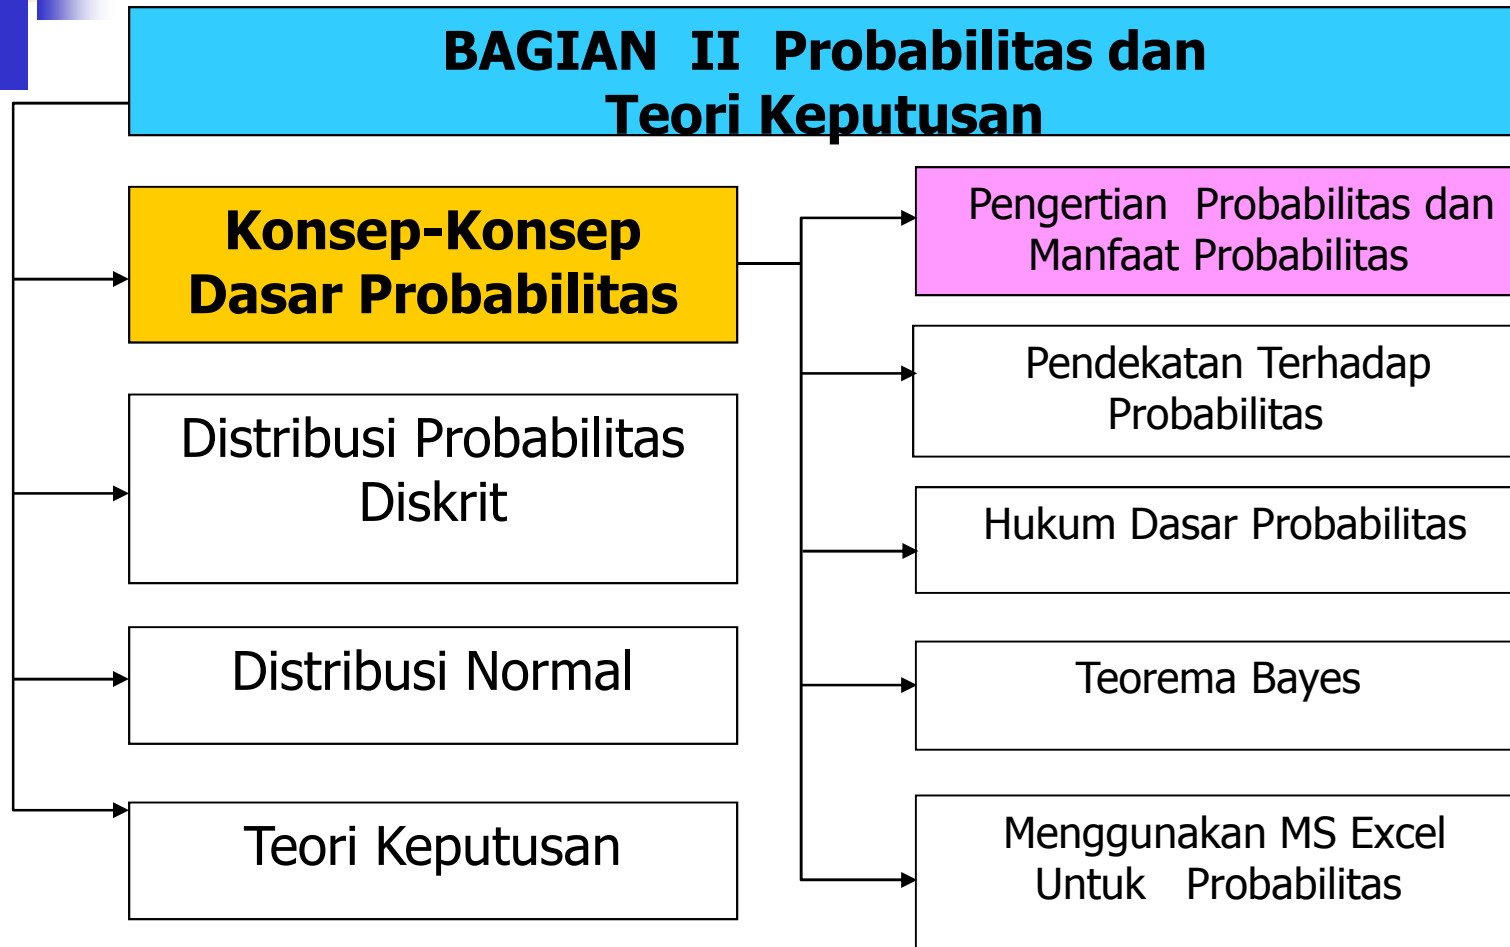 BAGIAN II Probabilitas dan
Teori Keputusan
Konsep-Konsep
Dasar Probabilitas
Distribusi Probabilitas
Diskrit
Distribusi Normal
Teori Keputusan
Pengertian Probabilitas dan
Manfaat Probabilitas
Pendekatan Terhadap
Probabilitas
Hukum Dasar Probabilitas
Teorema Bayes
Menggunakan MS Excel
Untuk Probabilitas